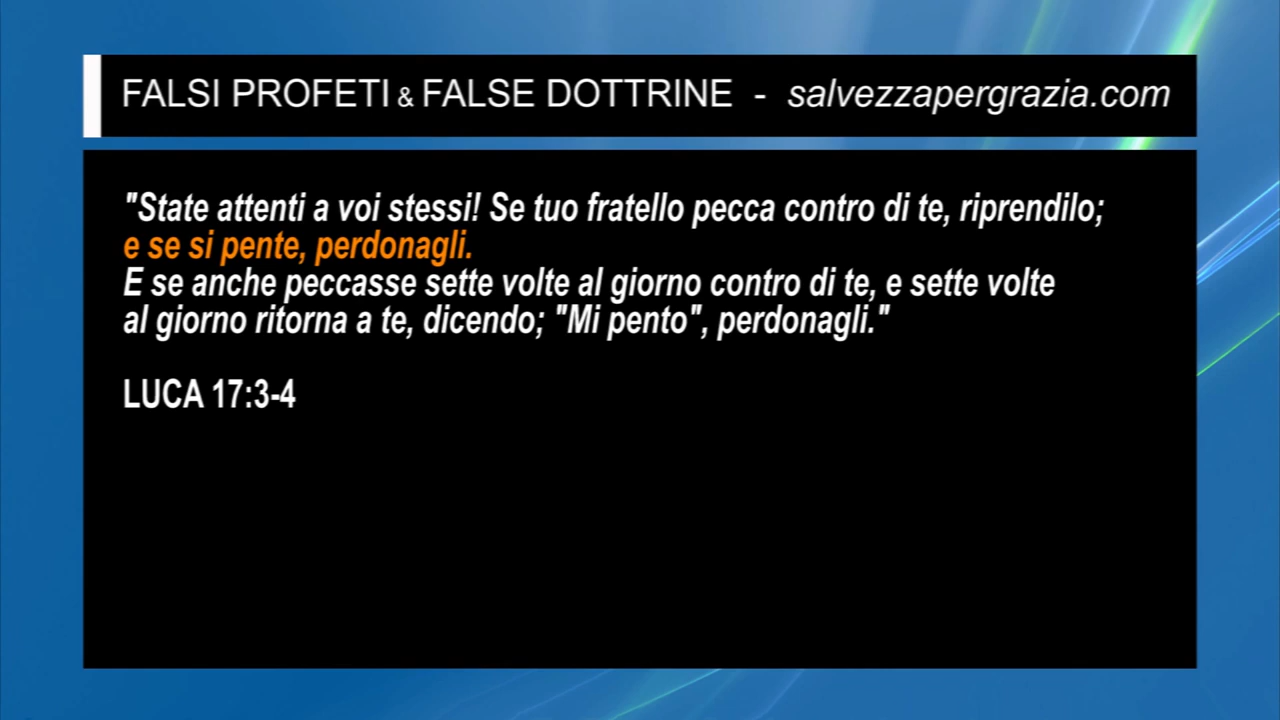 FALSI PROFETI & FALSE DOTTRINE - salvezzapergrazia.com
"State attenti a voi stessi! Se tuo fratello pecca contro di te, riprendilo;
e se si pente, perdonagli.
E se anche peccasse sette volte al giorno contro di te, e sette volte
al giorno ritorna a te, dicendo; "Mi pento", perdonagli."
LUCA 17:3-4